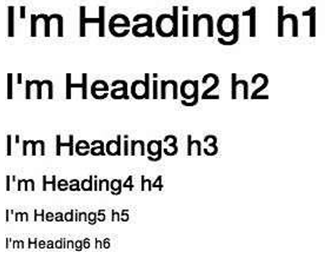 I'm Heading1 h1
I'm Heading2 h2
I'm Heading3 h3
I'm Heading4 h4
I'm Heading5 h5
I'm Heading6 h6